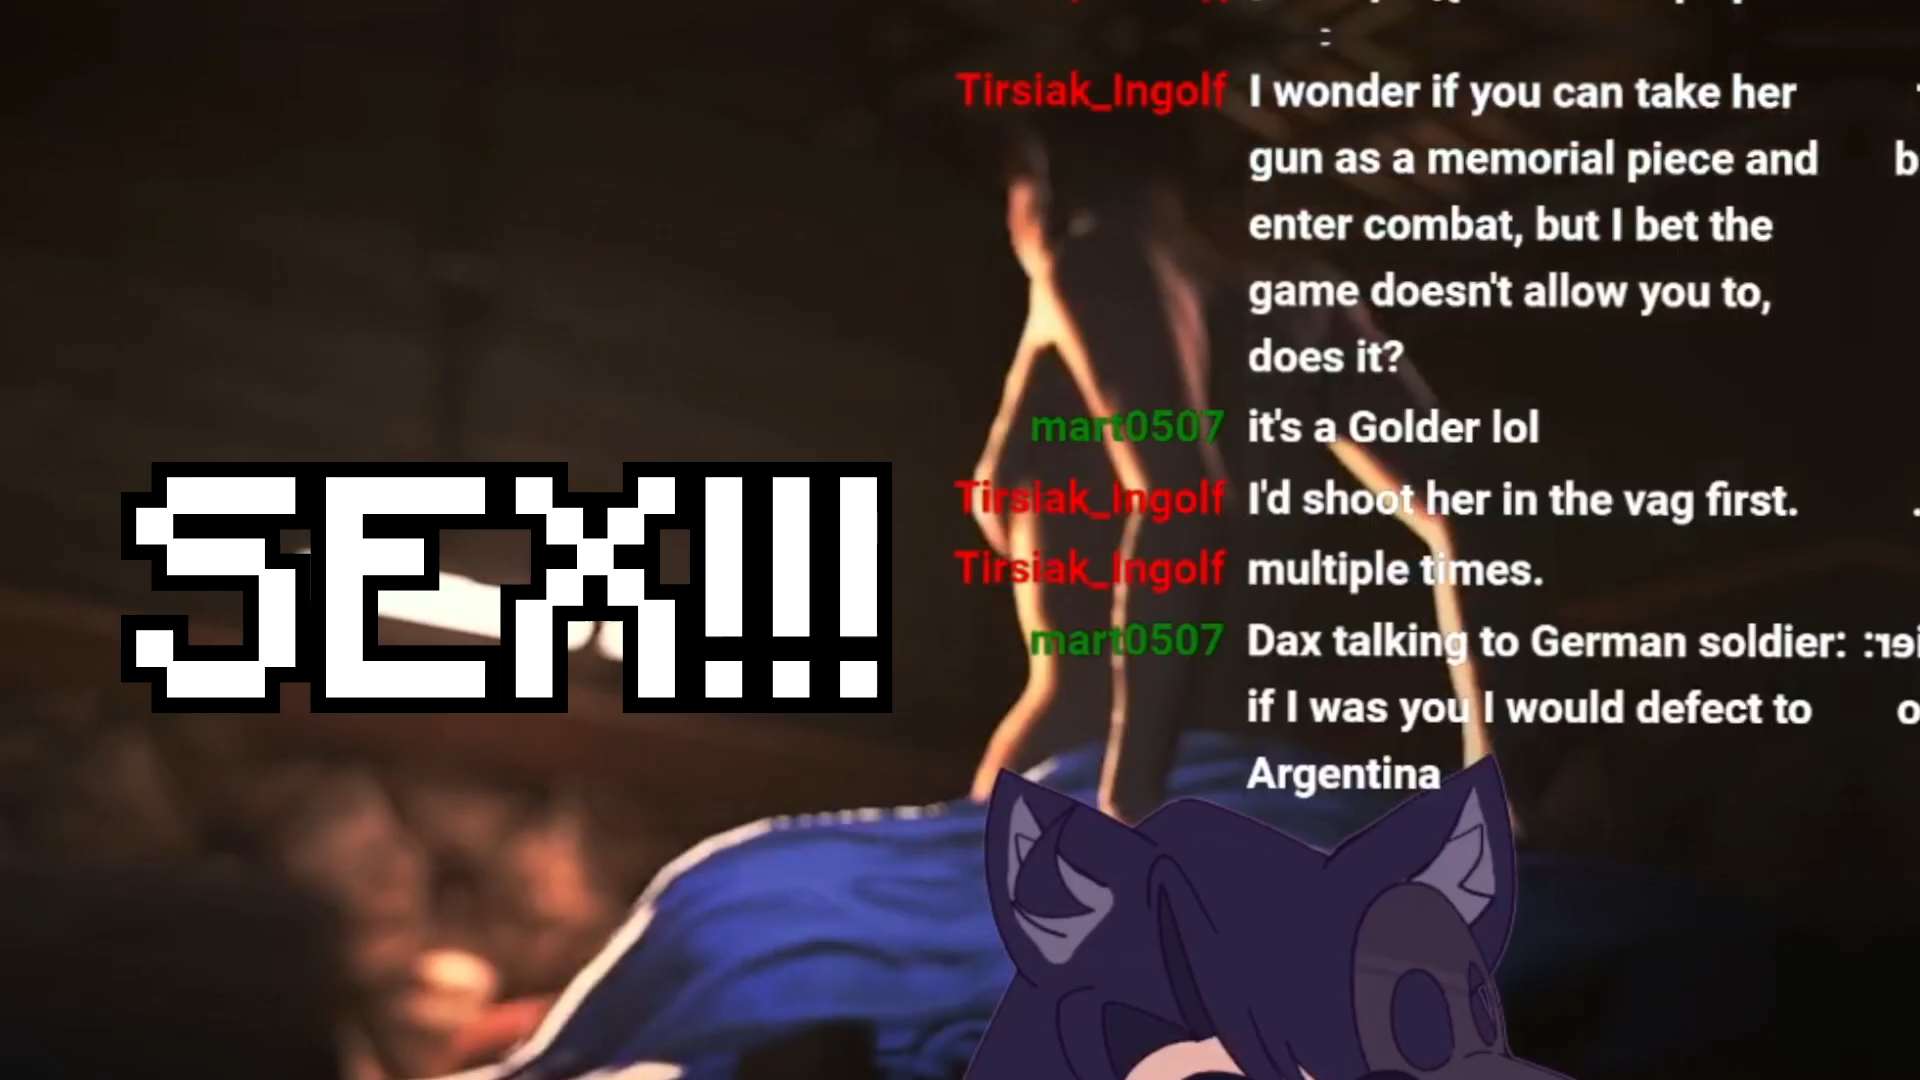 Tirsiak_Ingolf I wonder if you can take her
gun as a memorial piece and
enter combat, but I bet the
game doesn't allow you to,
does it?
mart0507 it's a Golder lol
Tirsiak_Ingolf I'd shoot her in the vag first.
Tirsiak_Ingolf multiple times.
mart0507 Dax talking to German soldier:
if I was you I would defect to
Argentina
SEX!!!